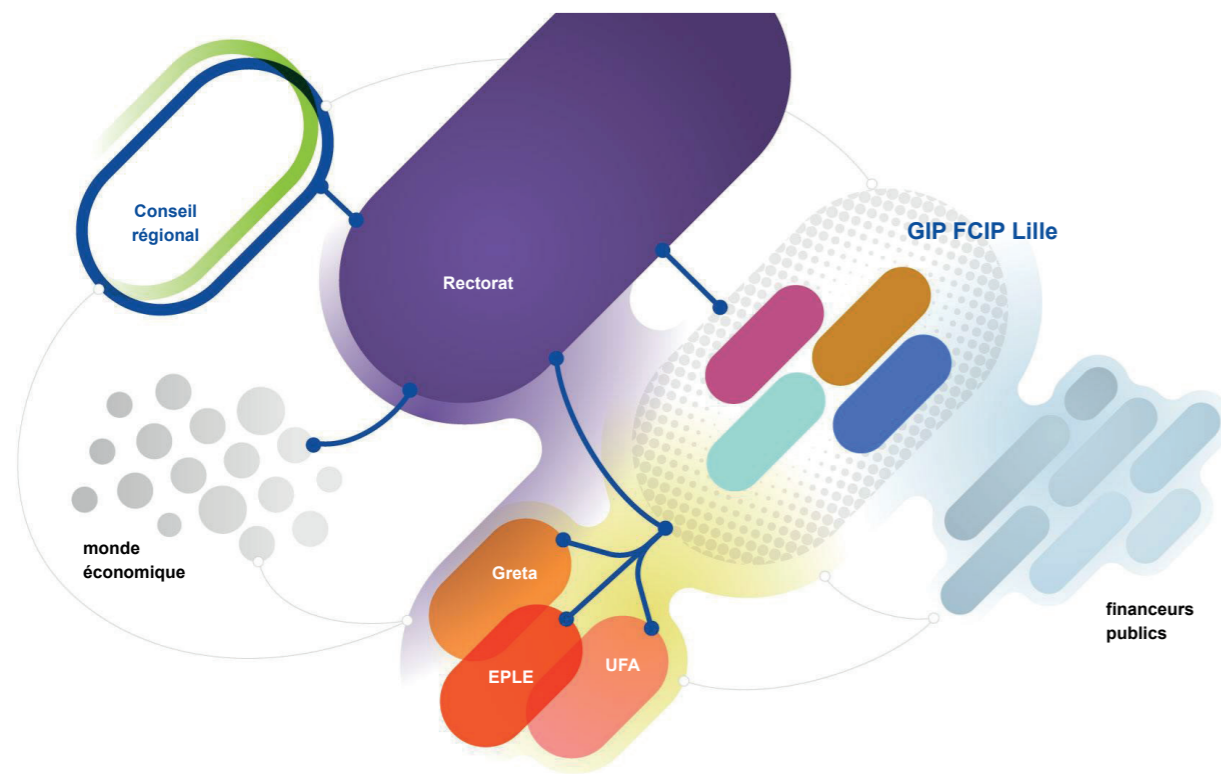 Conseil
régional
GIP FCIP Lille
Rectorat
monde
économique
Greta
EPLE
UFA
financeurs
publics